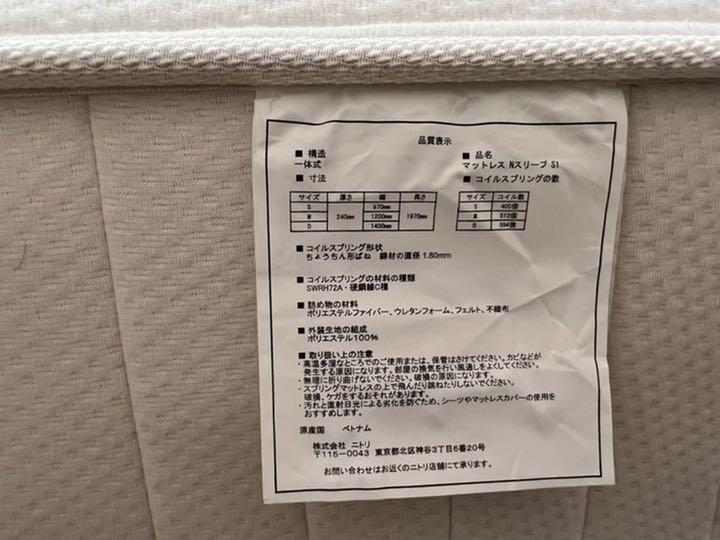 品質表示
■ 構造
一体式
■ 品名
マットレス Nスリープ S1
■ 寸法
サイズ 厚さ 幅 長さ
S 970mm
M 240mm 1200mm 1970mm
D 1400mm
■ コイルスプリングの数
サイズ コイル数
S 405個
M 513個
D 594個
■ コイルスプリング形状
ちょうちん形ばね 線材の直径 1.80mm
■ コイルスプリングの材料の種類
SWRH72A・硬鋼線C種
■ 詰め物の材料
ポリエステルファイバー、ウレタンフォーム、フェルト、不織布
■ 外装生地の組成
ポリエステル100%
■ 取り扱い上の注意
・高温多湿なところでのご使用または、保管はさけてください。カビなどが
発生する原因になります。部屋の換気を行い風通しをよくしてください。
・無理に折り曲げないでください。破損の原因になります。
・スプリングマットレスの上で飛んだり跳ねたりしないでください。
破損、ケガをするおそれがあります。
・汚れと直射日光による劣化を防ぐため、シーツやマットレスカバーの使用を
おすすめします。
原産国 ベトナム
株式会社 ニトリ
〒115-0043 東京都北区神谷3丁目6番20号
お問い合わせはお近くのニトリ店舗にて承ります。